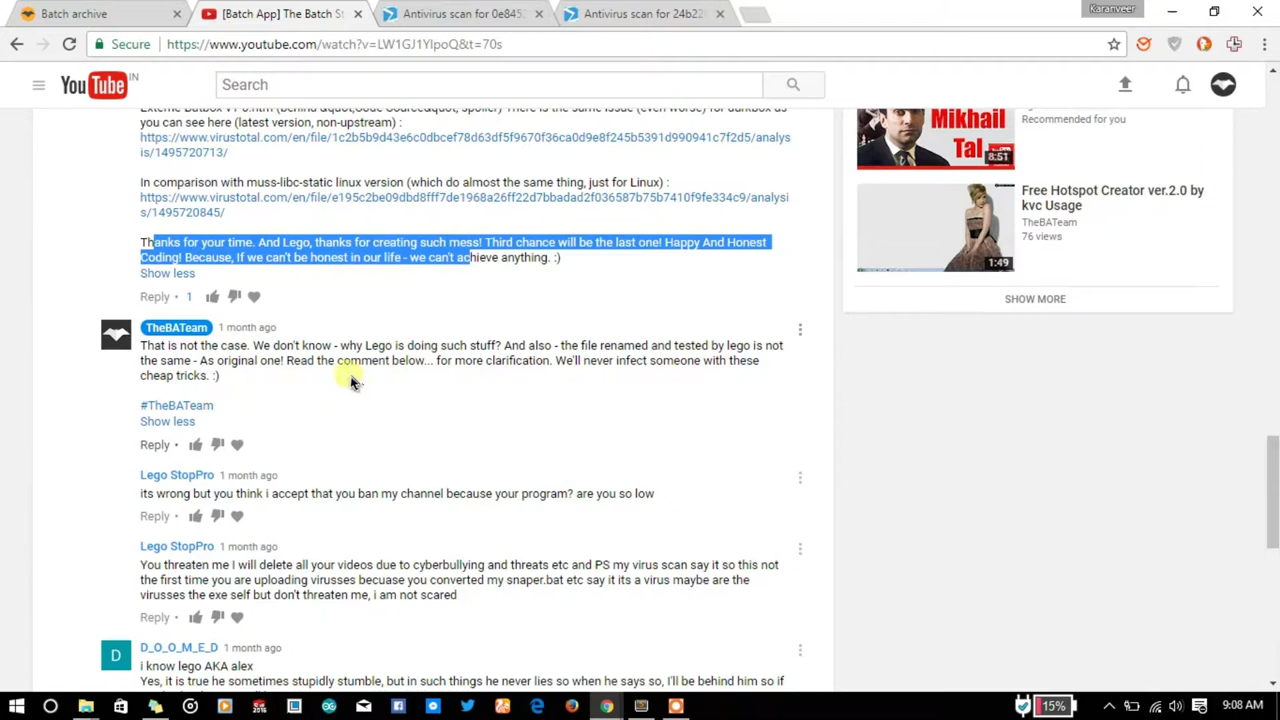 Batch archive
[Batch App] The Batch St
Antivirus scan for 0e845
Antivirus scan for 24b22
Karanveer
Secure
https://www.youtube.com/watch?v=LW1GJ1YlpoQ&t=70s
YouTube IN
Search
you can see here (latest version, non-upstream) :
https://www.virustotal.com/en/file/1c2b5b9d43e6c0dbcef78d63df5f9670f36ca0d9e8f245b5391d990941c7f2d5/analys
is/1495720713/
In comparison with muss-libc-static linux version (which do almost the same thing, just for Linux) :
https://www.virustotal.com/en/file/e195c2be09dbd8fff7de1968a26ff22d7bbadad2f036587b75b7410f9fe334c9/analysi
s/1495720845/
Thanks for your time. And Lego, thanks for creating such mess! Third chance will be the last one! Happy And Honest
Coding! Because, If we can't be honest in our life - we can't achieve anything. :)
Show less
Reply • 1
TheBATeam 1 month ago
That is not the case. We don't know - why Lego is doing such stuff? And also - the file renamed and tested by lego is not
the same - As original one! Read the comment below... for more clarification. We'll never infect someone with these
cheap tricks. :)
#TheBATeam
Show less
Reply •
Lego StopPro 1 month ago
its wrong but you think i accept that you ban my channel because your program? are you so low
Reply •
Lego StopPro 1 month ago
You threaten me I will delete all your videos due to cyberbullying and threats etc and PS my virus scan say it so this not
the first time you are uploading virusses becuase you converted my snaper.bat etc say it its a virus maybe are the
virusses the exe self but don't threaten me, i am not scared
Reply •
D
D_O_O_M_E_D 1 month ago
i know lego AKA alex
Yes, it is true he sometimes stupidly stumble, but in such things he never lies so when he says so, I'll be behind him so if
Mikhail
Tal
8:51
Recommended for you
Free Hotspot Creator ver.2.0 by
kvc Usage
TheBATeam
76 views
1:49
SHOW MORE
15%
9:08 AM